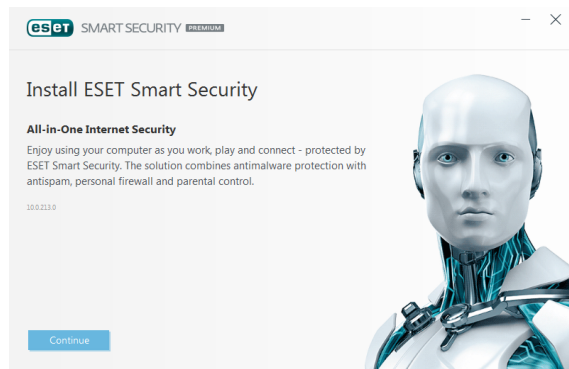 eseT SMART SECURITY PREMIUM
Install ESET Smart Security
All-in-One Internet Security
Enjoy using your computer as you work, play and connect - protected by
ESET Smart Security. The solution combines antimalware protection with
antispam, personal firewall and parental control.
10.0.213.0
Continue